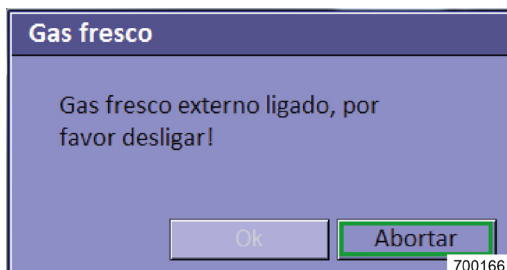 Gas fresco
Gas fresco externo ligado, por
favor desligar!
Ok
Abortar
700166